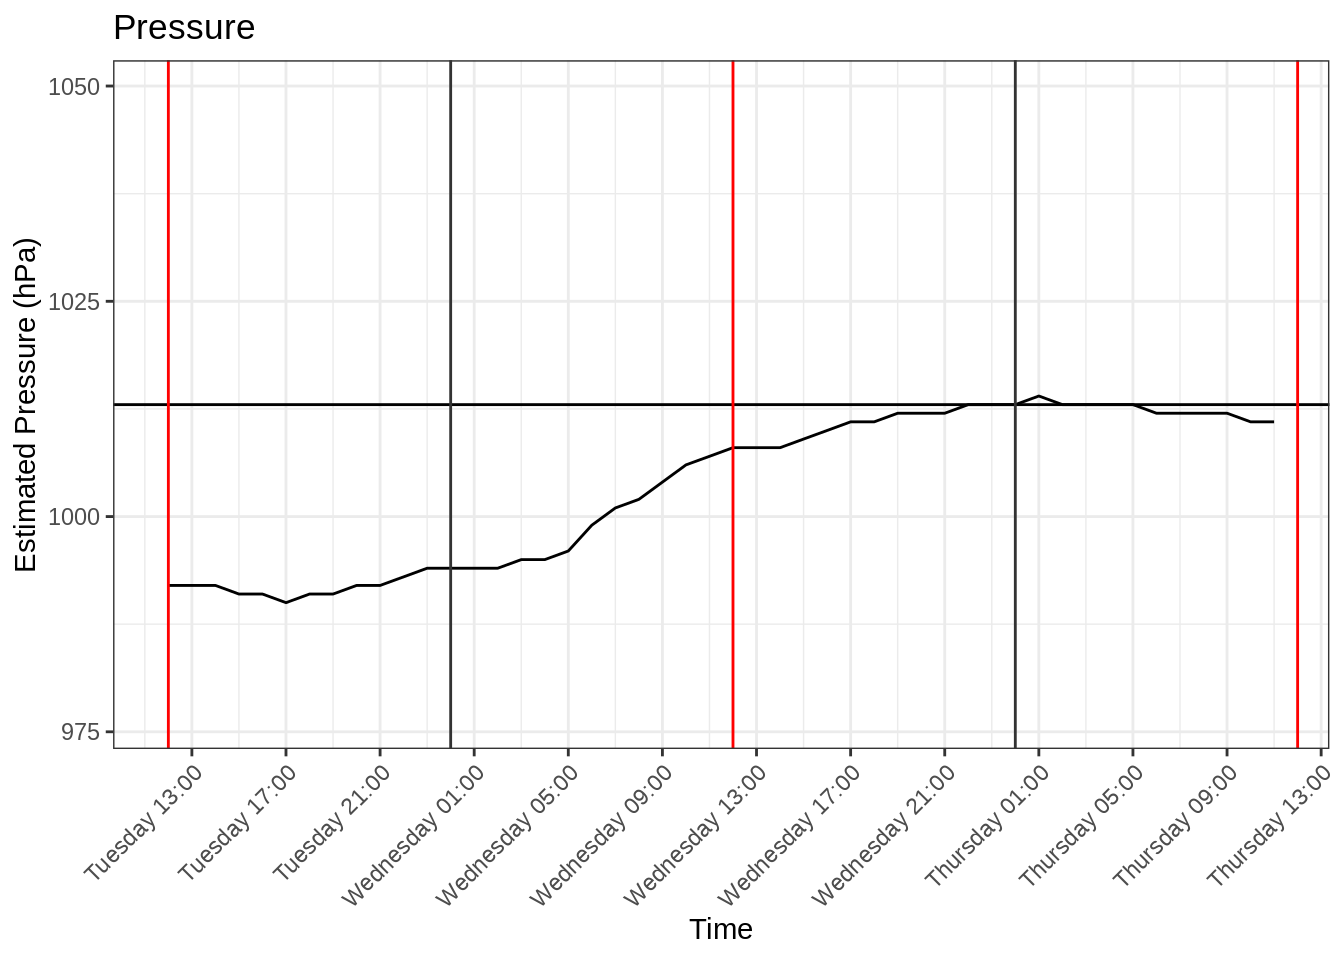 Pressure
Estimated Pressure (hPa)
1050
1025
1000
975
Tuesday 13:00
Tuesday 17:00
Tuesday 21:00
Wednesday 01:00
Wednesday 05:00
Wednesday 09:00
Wednesday 13:00
Wednesday 17:00
Wednesday 21:00
Thursday 01:00
Thursday 05:00
Thursday 09:00
Thursday 13:00
Time